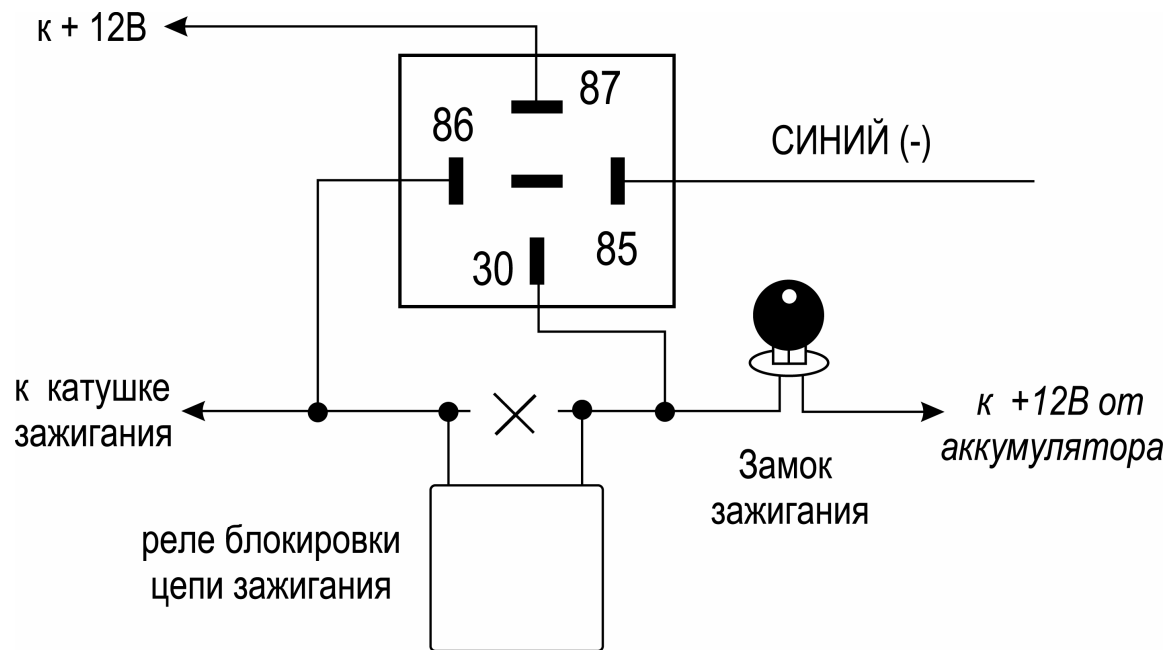 к + 12В
87
86
СИНИЙ (-)
85
30
к катушке
зажигания
к +12В от
аккумулятора
Замок
зажигания
реле блокировки
цепи зажигания